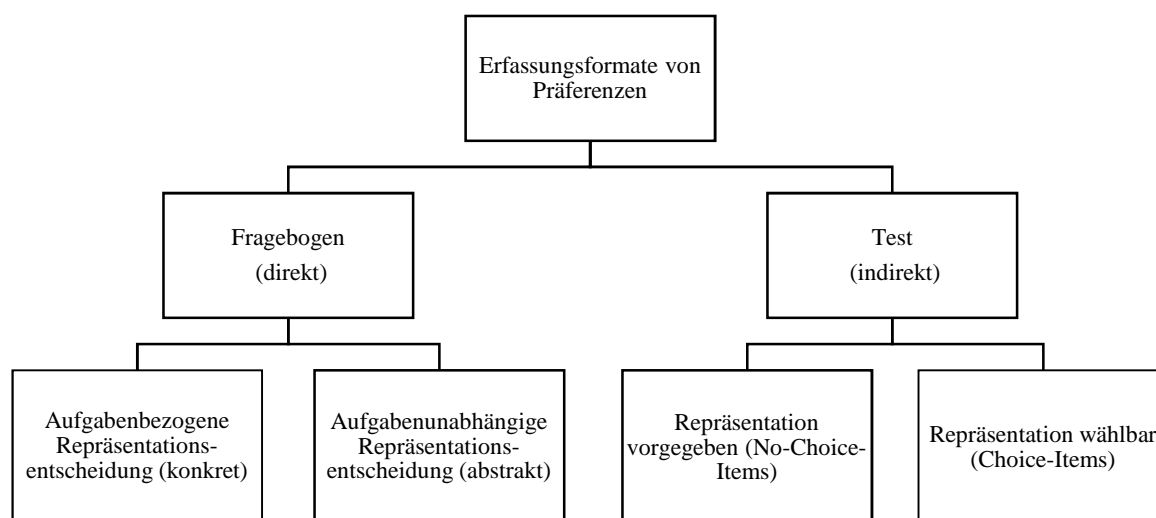 Erfassungsformate von
Präferenzen
Fragebogen
(direkt)
Test
(indirekt)
Aufgabenbezogene
Repräsentations-
entscheidung (konkret)
Aufgabenunabhängige
Repräsentations-
entscheidung (abstrakt)
Repräsentation
vorgegeben (No-Choice-
Items)
Repräsentation wählbar
(Choice-Items)